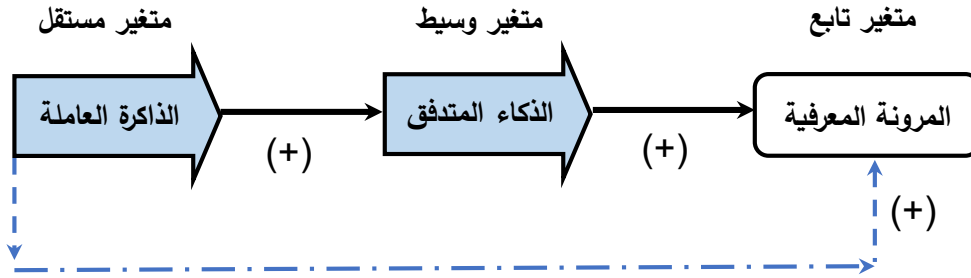 متغير مستقل
متغير وسيط
متغير تابع
الذاكرة العاملة
الذكاء المتدفق
المرونة المعرفية
(+)
(+)
(+)